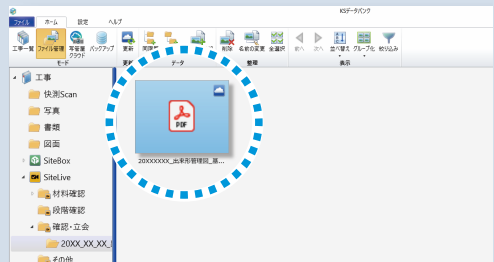 KSデータバンク
ファイル ホーム 設定 ヘルプ
工事一覧 ファイル管理 写管屋クラウド バックアップ 更新 削除 名前の変更 全選択 前へ 次へ 並べ替え グループ化 絞り込み
モード 更新 データ 整理 表示
工事
快測Scan
写真
書類
図面
SiteBox
SiteLive
材料確認
段階確認
確認・立会
20XX_XX_XX_
その他
PDF
20XXXXXX_出来形管理図_基...